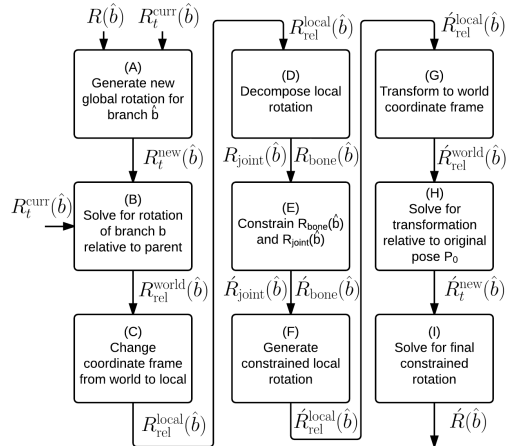 R(b̂) R_t^curr(b̂)
(A)
Generate new
global rotation for
branch b̂
R_t^new(b̂)
R_t^curr(b̂)
(B)
Solve for rotation
of branch b
relative to parent
R_rel^world(b̂)
(C)
Change
coordinate frame
from world to local
R_rel^local(b̂)
R_rel^local(b̂)
(D)
Decompose local
rotation
R_joint(b̂) R_bone(b̂)
(E)
Constrain R_bone(b̂)
and R_joint(b̂)
Ŕ_joint(b̂) Ŕ_bone(b̂)
(F)
Generate
constrained local
rotation
Ŕ_rel^local(b̂)
Ŕ_rel^local(b̂)
(G)
Transform to world
coordinate frame
Ŕ_rel^world(b̂)
(H)
Solve for
transformation
relative to original
pose P_0
Ŕ_t^new(b̂)
(I)
Solve for final
constrained
rotation
Ŕ(b̂)